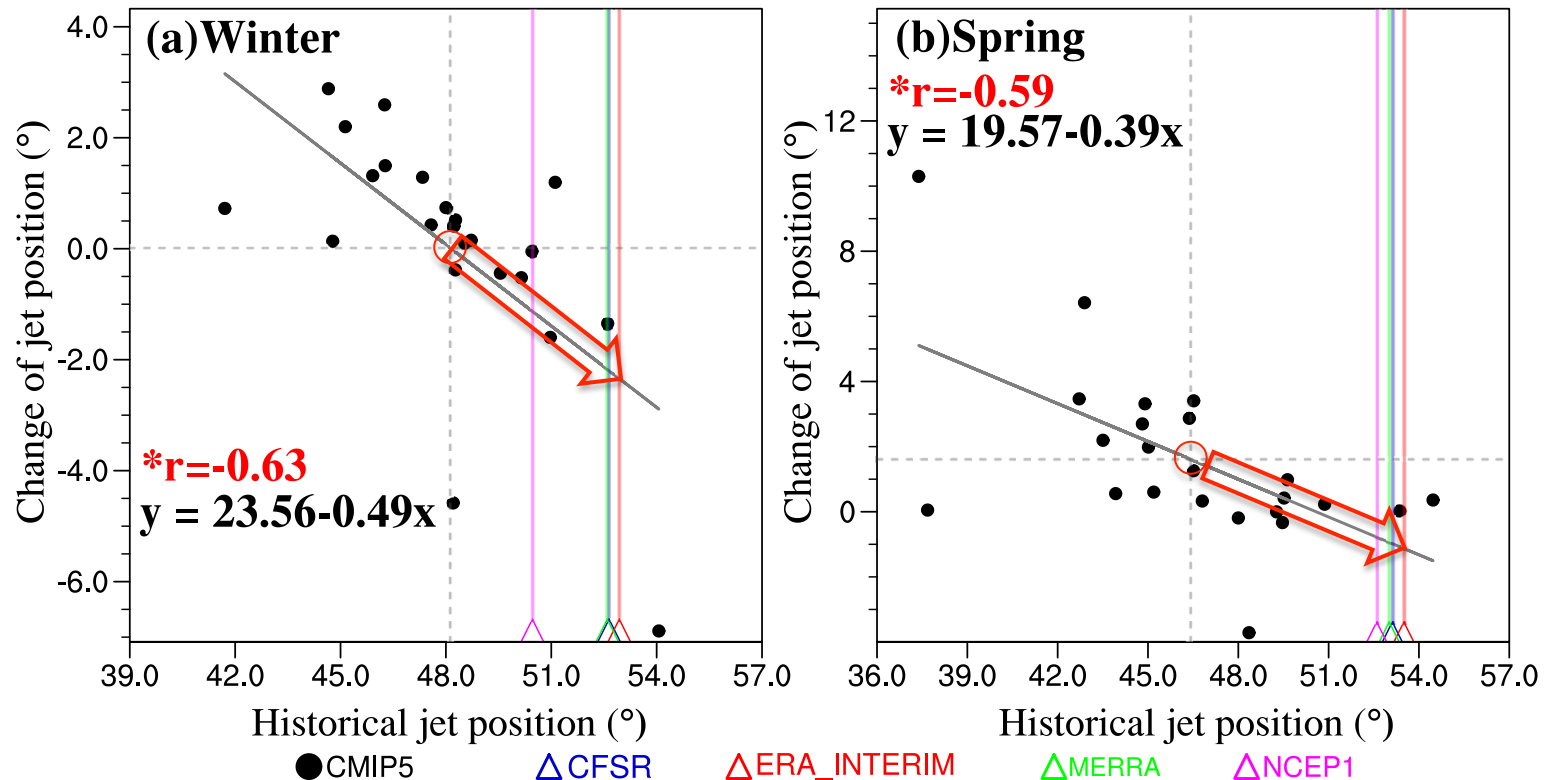 (a)Winter
4.0
2.0
0.0
-2.0
-4.0
-6.0
Change of jet position (°)
*r=-0.63
y = 23.56-0.49x
39.0 42.0 45.0 48.0 51.0 54.0 57.0
Historical jet position (°)
(b)Spring
*r=-0.59
y = 19.57-0.39x
12
8
4
0
Change of jet position (°)
36.0 39.0 42.0 45.0 48.0 51.0 54.0 57.0
Historical jet position (°)
CMIP5 CFSR ERA_INTERIM MERRA NCEP1